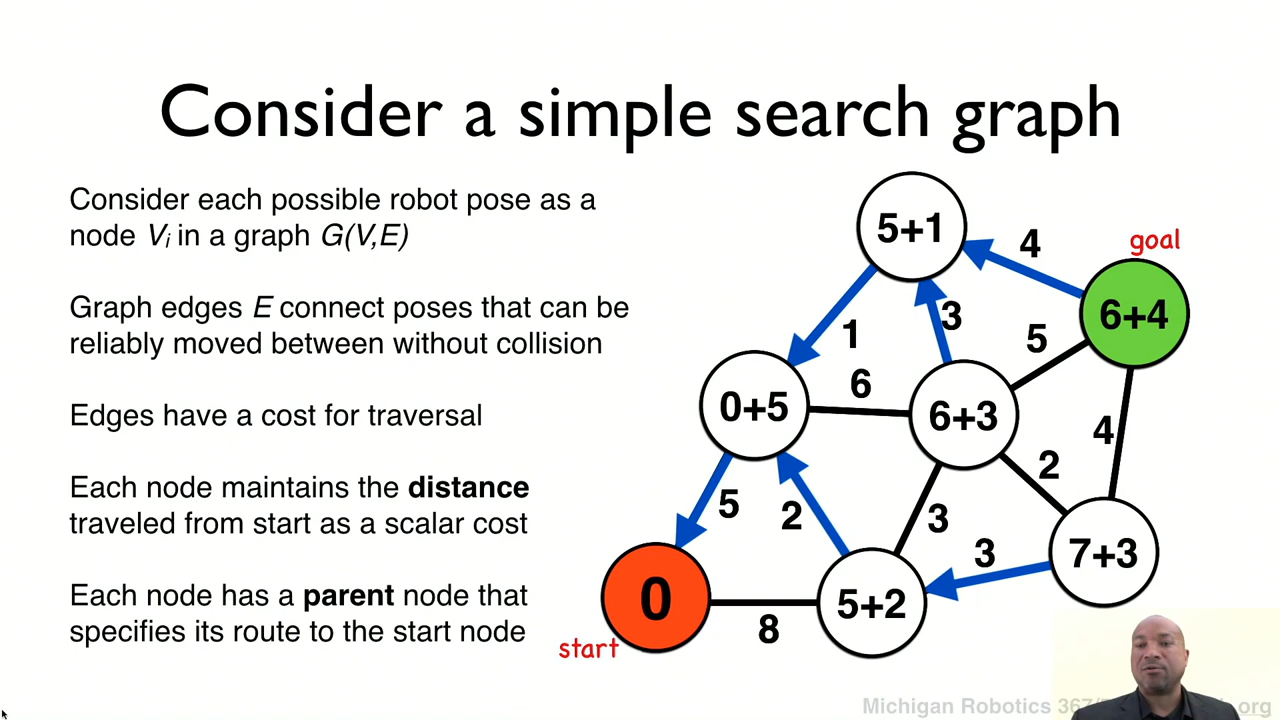 Consider a simple search graph
Consider each possible robot pose as a
node Vᵢ in a graph G(V,E)
Graph edges E connect poses that can be
reliably moved between without collision
Edges have a cost for traversal
Each node maintains the distance
traveled from start as a scalar cost
Each node has a parent node that
specifies its route to the start node
5+1
4
goal
6+4
3
1
5
6
0+5
6+3
4
2
5
2
3
3
7+3
0
5+2
8
start
Michigan Robotics 367/
org